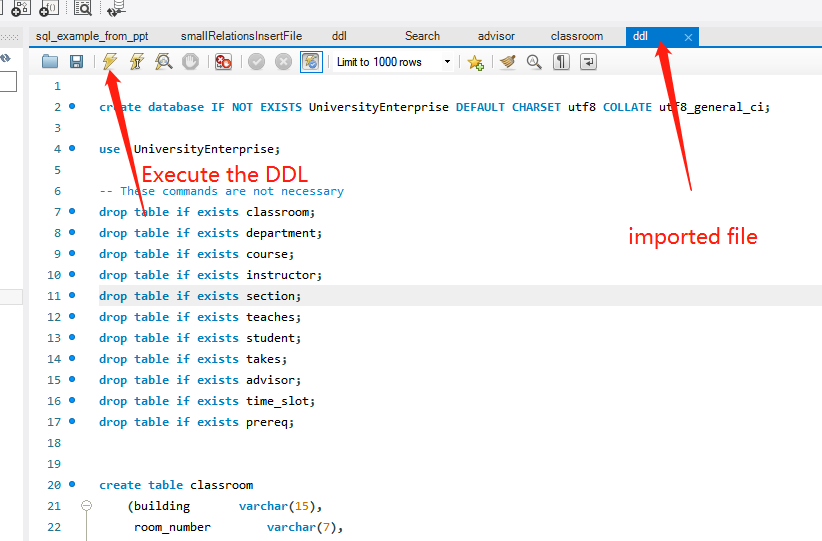 sql_example_from_ppt smallRelationsInsertFile ddl Search advisor classroom ddl
Limit to 1000 rows
1
2 create database IF NOT EXISTS UniversityEnterprise DEFAULT CHARSET utf8 COLLATE utf8_general_ci;
3
4 use UniversityEnterprise;
5
Execute the DDL
6 -- These commands are not necessary
7 drop table if exists classroom;
8 drop table if exists department;
imported file
9 drop table if exists course;
10 drop table if exists instructor;
11 drop table if exists section;
12 drop table if exists teaches;
13 drop table if exists student;
14 drop table if exists takes;
15 drop table if exists advisor;
16 drop table if exists time_slot;
17 drop table if exists prereq;
18
19
20 create table classroom
21 (building varchar(15),
22 room_number varchar(7),